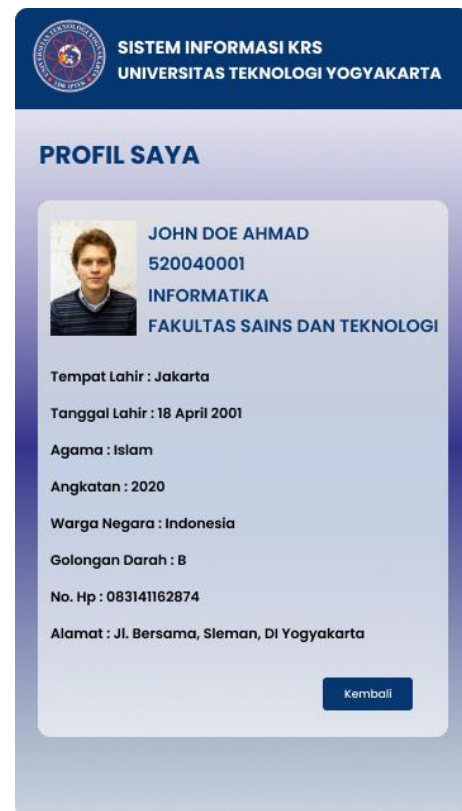 SISTEM INFORMASI KRS
UNIVERSITAS TEKNOLOGI YOGYAKARTA
PROFIL SAYA
JOHN DOE AHMAD
520040001
INFORMATIKA
FAKULTAS SAINS DAN TEKNOLOGI
Tempat Lahir : Jakarta
Tanggal Lahir : 18 April 2001
Agama : Islam
Angkatan : 2020
Warga Negara : Indonesia
Golongan Darah : B
No. Hp : 083141162874
Alamat : Jl. Bersama, Sleman, DI Yogyakarta
Kembali